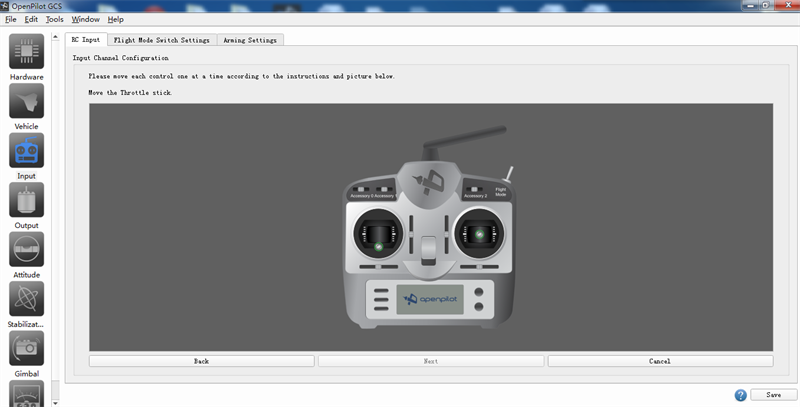 OpenPilot GCS
File Edit Tools Window Help
Hardware
Vehicle
Input
Output
Attitude
Stabilizat...
Gimbal
RC Input Flight Mode Switch Settings Arming Settings
Input Channel Configuration
Please move each control one at a time according to the instructions and picture below.
Move the Throttle stick.
Accessory 0 Accessory 1 Accessory 2 Flight
Mode
openpilot
Back Next Cancel
? Save